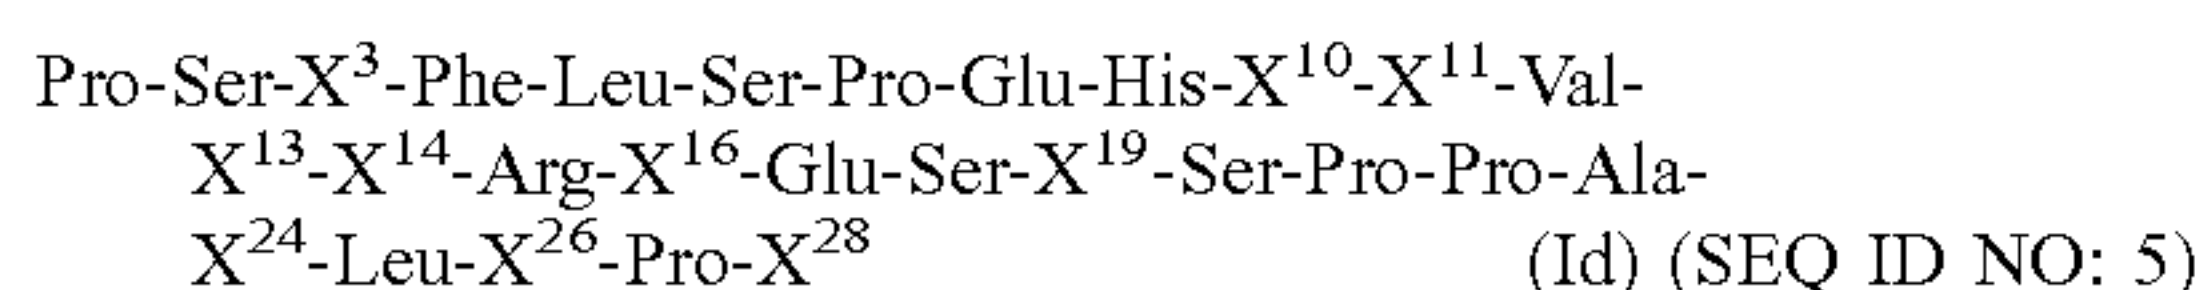 Pro-Ser-X³-Phe-Leu-Ser-Pro-Glu-His-X¹⁰-X¹¹-Val-
X¹³-X¹⁴-Arg-X¹⁶-Glu-Ser-X¹⁹-Ser-Pro-Pro-Ala-
X²⁴-Leu-X²⁶-Pro-X²⁸ (Id) (SEQ ID NO: 5)